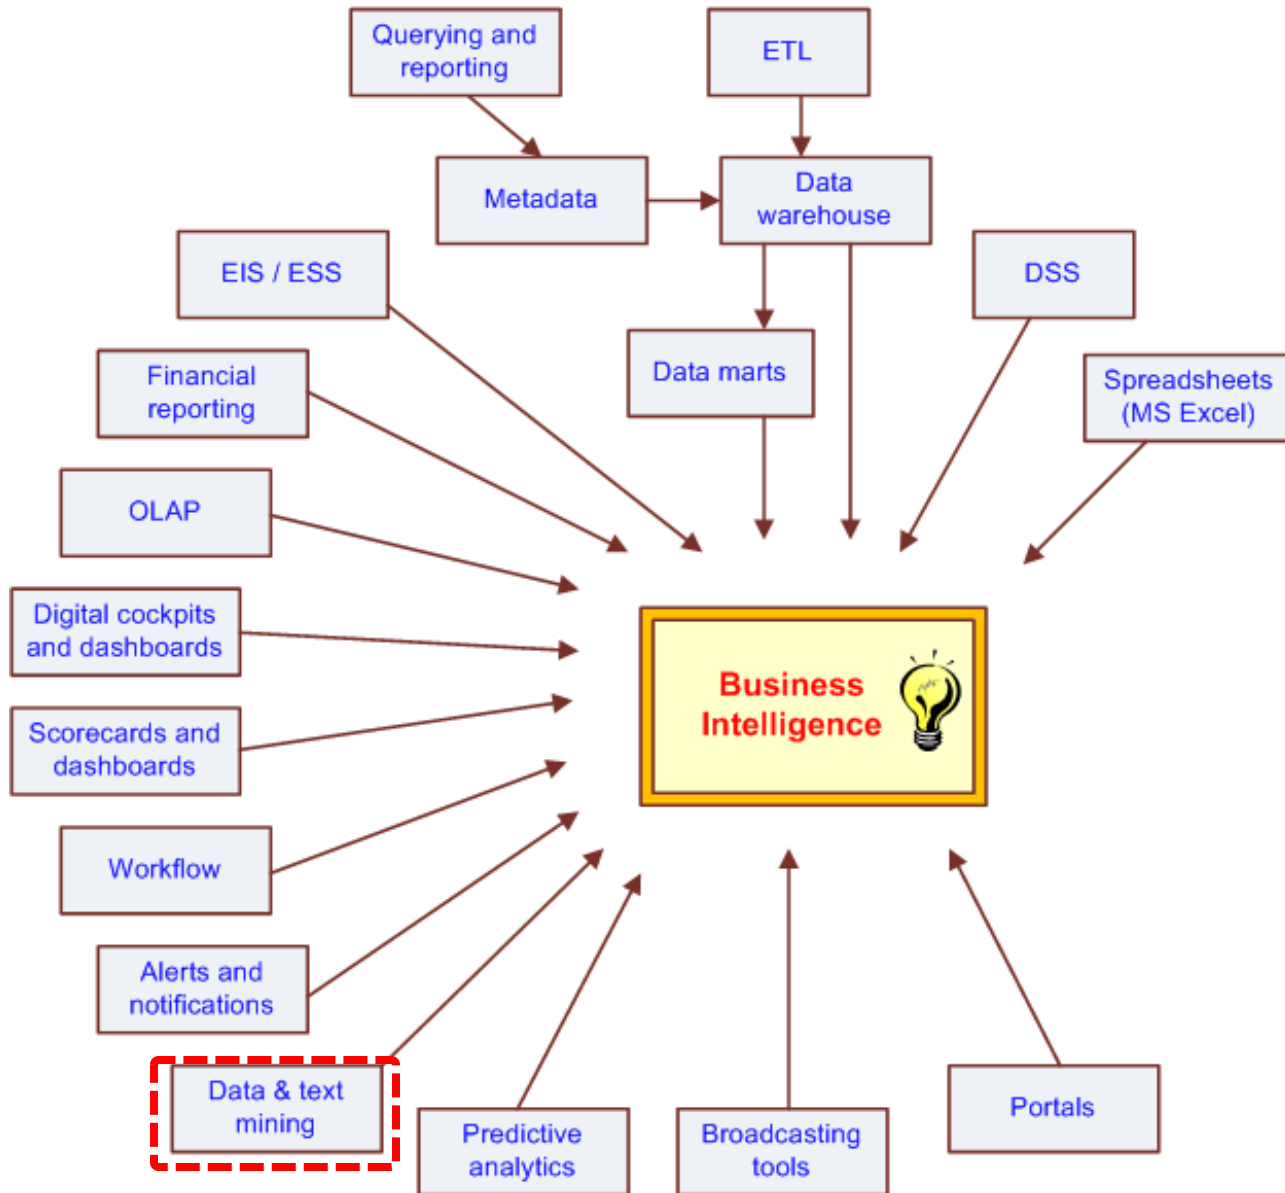 Querying and
reporting
ETL
Metadata
Data
warehouse
EIS / ESS
DSS
Data marts
Financial
reporting
Spreadsheets
(MS Excel)
OLAP
Digital cockpits
and dashboards
Business
Intelligence
Scorecards and
dashboards
Workflow
Alerts and
notifications
Data & text
mining
Predictive
analytics
Broadcasting
tools
Portals